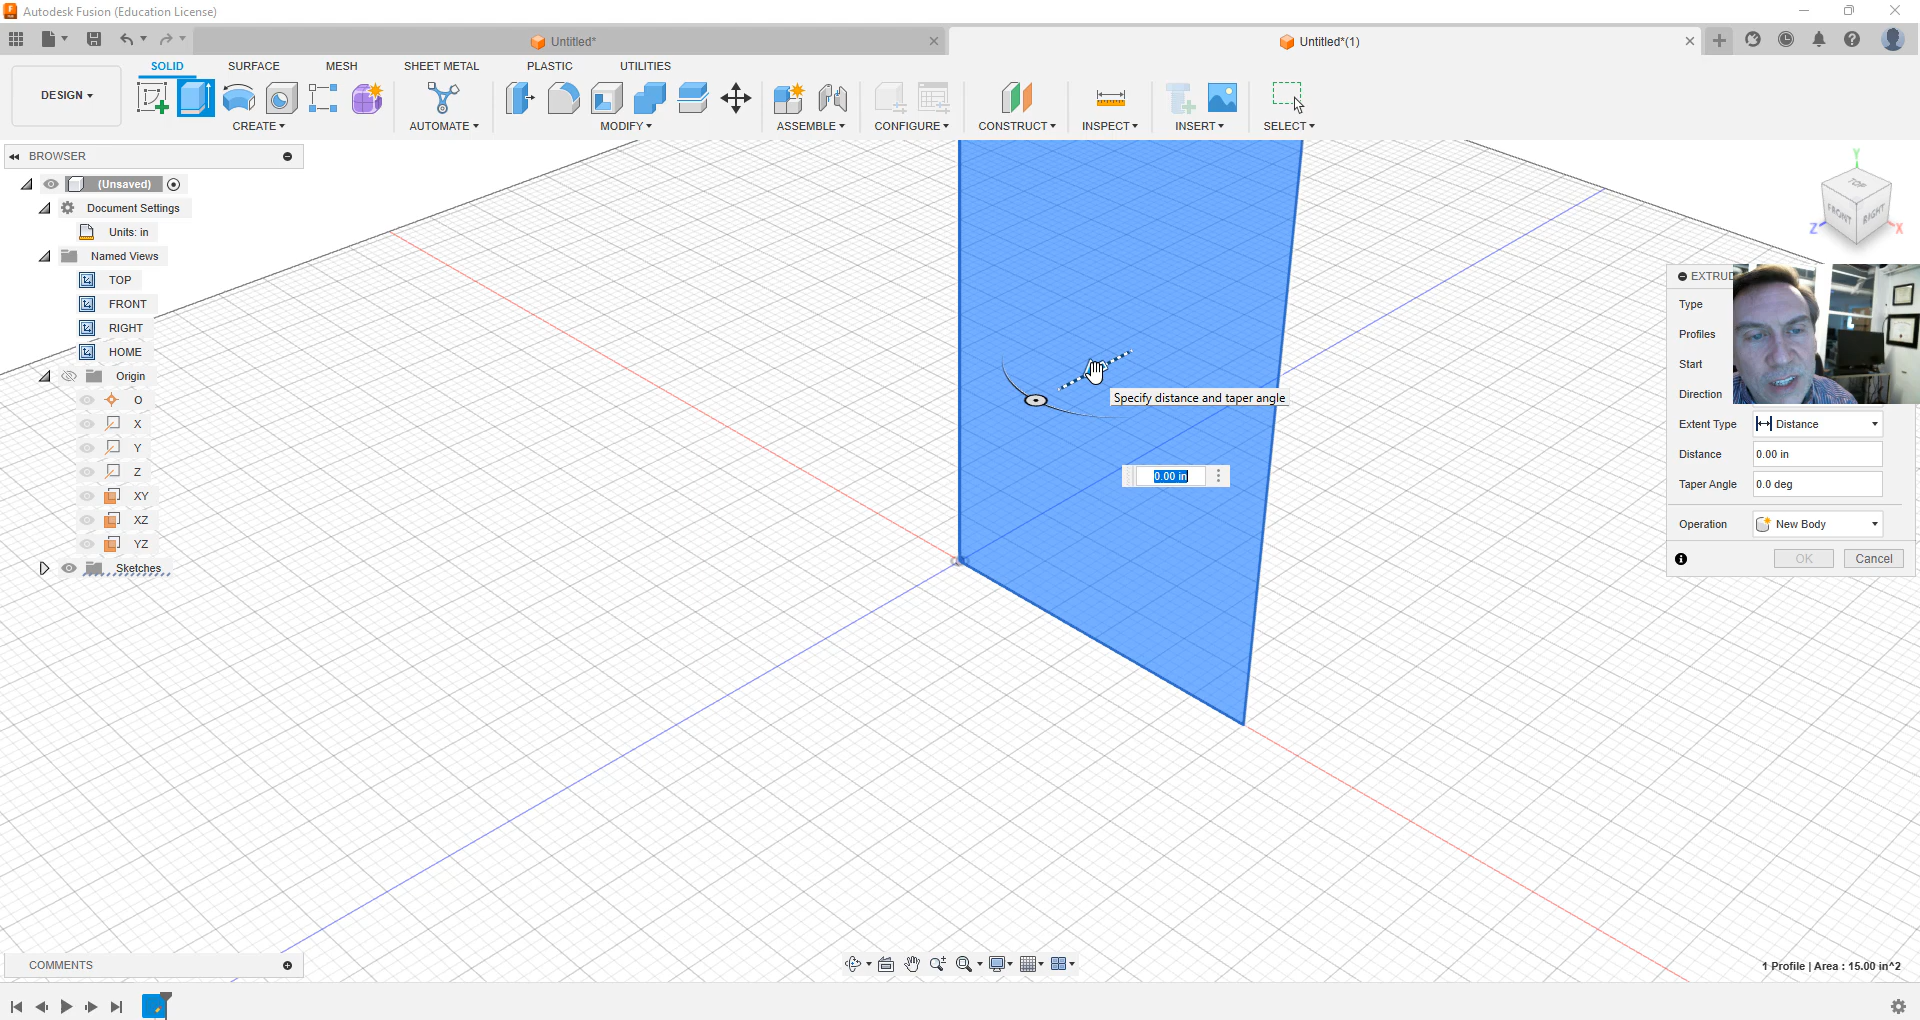 Autodesk Fusion (Education License)
Untitled*
Untitled*(1)
DESIGN
SOLID
SURFACE
MESH
SHEET METAL
PLASTIC
UTILITIES
CREATE
AUTOMATE
MODIFY
ASSEMBLE
CONFIGURE
CONSTRUCT
INSPECT
INSERT
SELECT
BROWSER
(Unsaved)
Document Settings
Units: in
Named Views
TOP
FRONT
RIGHT
HOME
Origin
O
X
Y
Z
XY
XZ
YZ
Sketches
Y
TOP
FRONT
RIGHT
Z
X
Specify distance and taper angle
0.00 in
EXTRUD
Type
Profiles
Start
Direction
Extent Type
Distance
Distance
0.00 in
Taper Angle
0.0 deg
Operation
New Body
OK
Cancel
COMMENTS
1 Profile | Area : 15.00 in^2